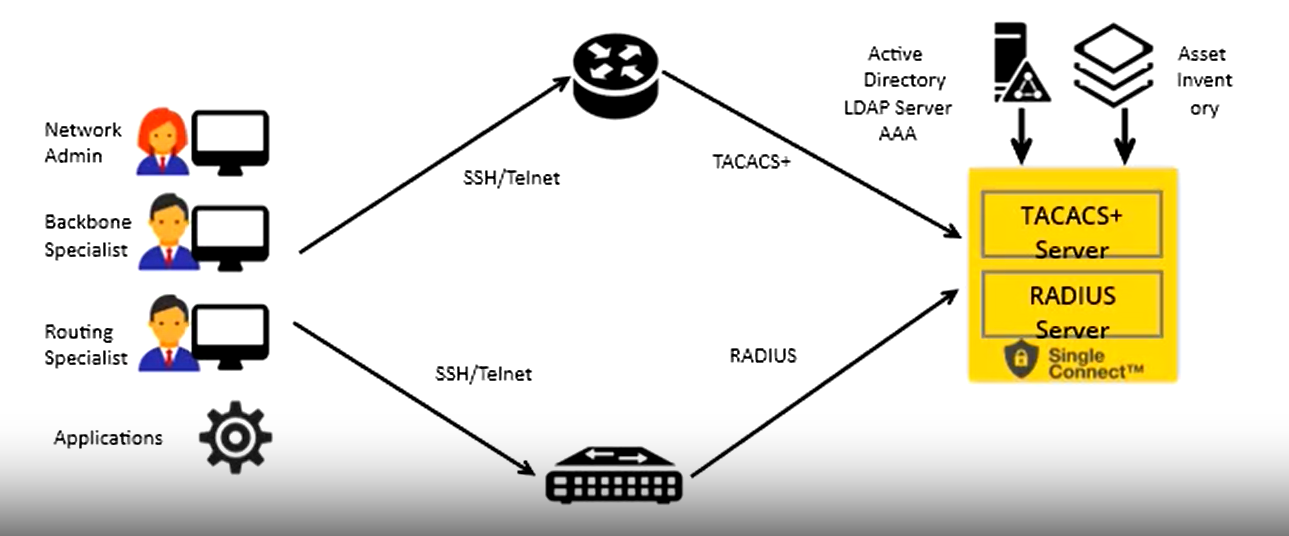 Network
Admin
Backbone
Specialist
Routing
Specialist
Applications
SSH/Telnet
SSH/Telnet
TACACS+
RADIUS
Active
Directory
LDAP Server
AAA
Asset
Invent
ory
TACACS+
Server
RADIUS
Server
Single
Connect™